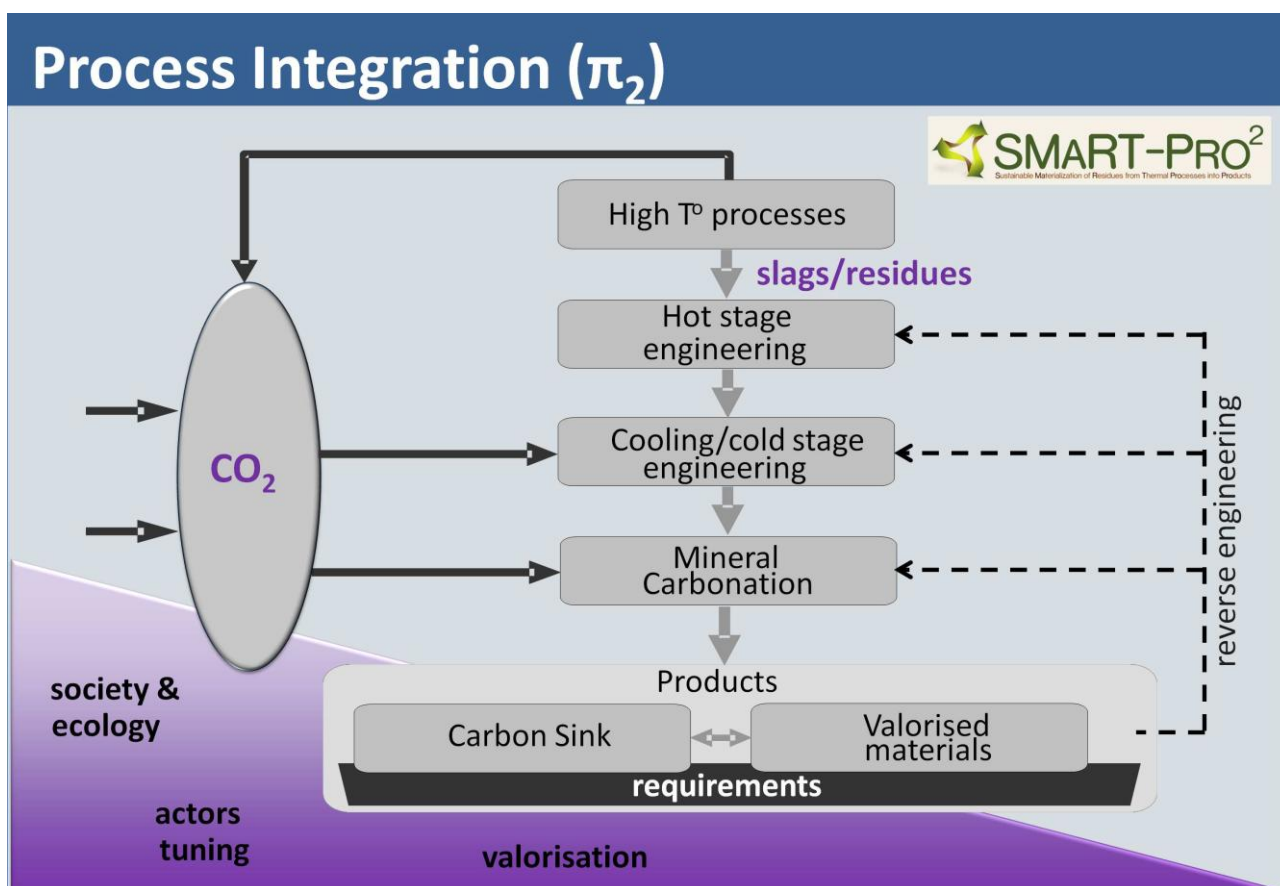 Process Integration (π₂)
SMART-PRO²
Sustainable Materialization of Residues from Thermal Processes into Products
High Tº processes
slags/residues
Hot stage
engineering
Cooling/cold stage
engineering
CO₂
Mineral
Carbonation
reverse engineering
Products
Carbon Sink
Valorised
materials
requirements
society &
ecology
actors
tuning
valorisation